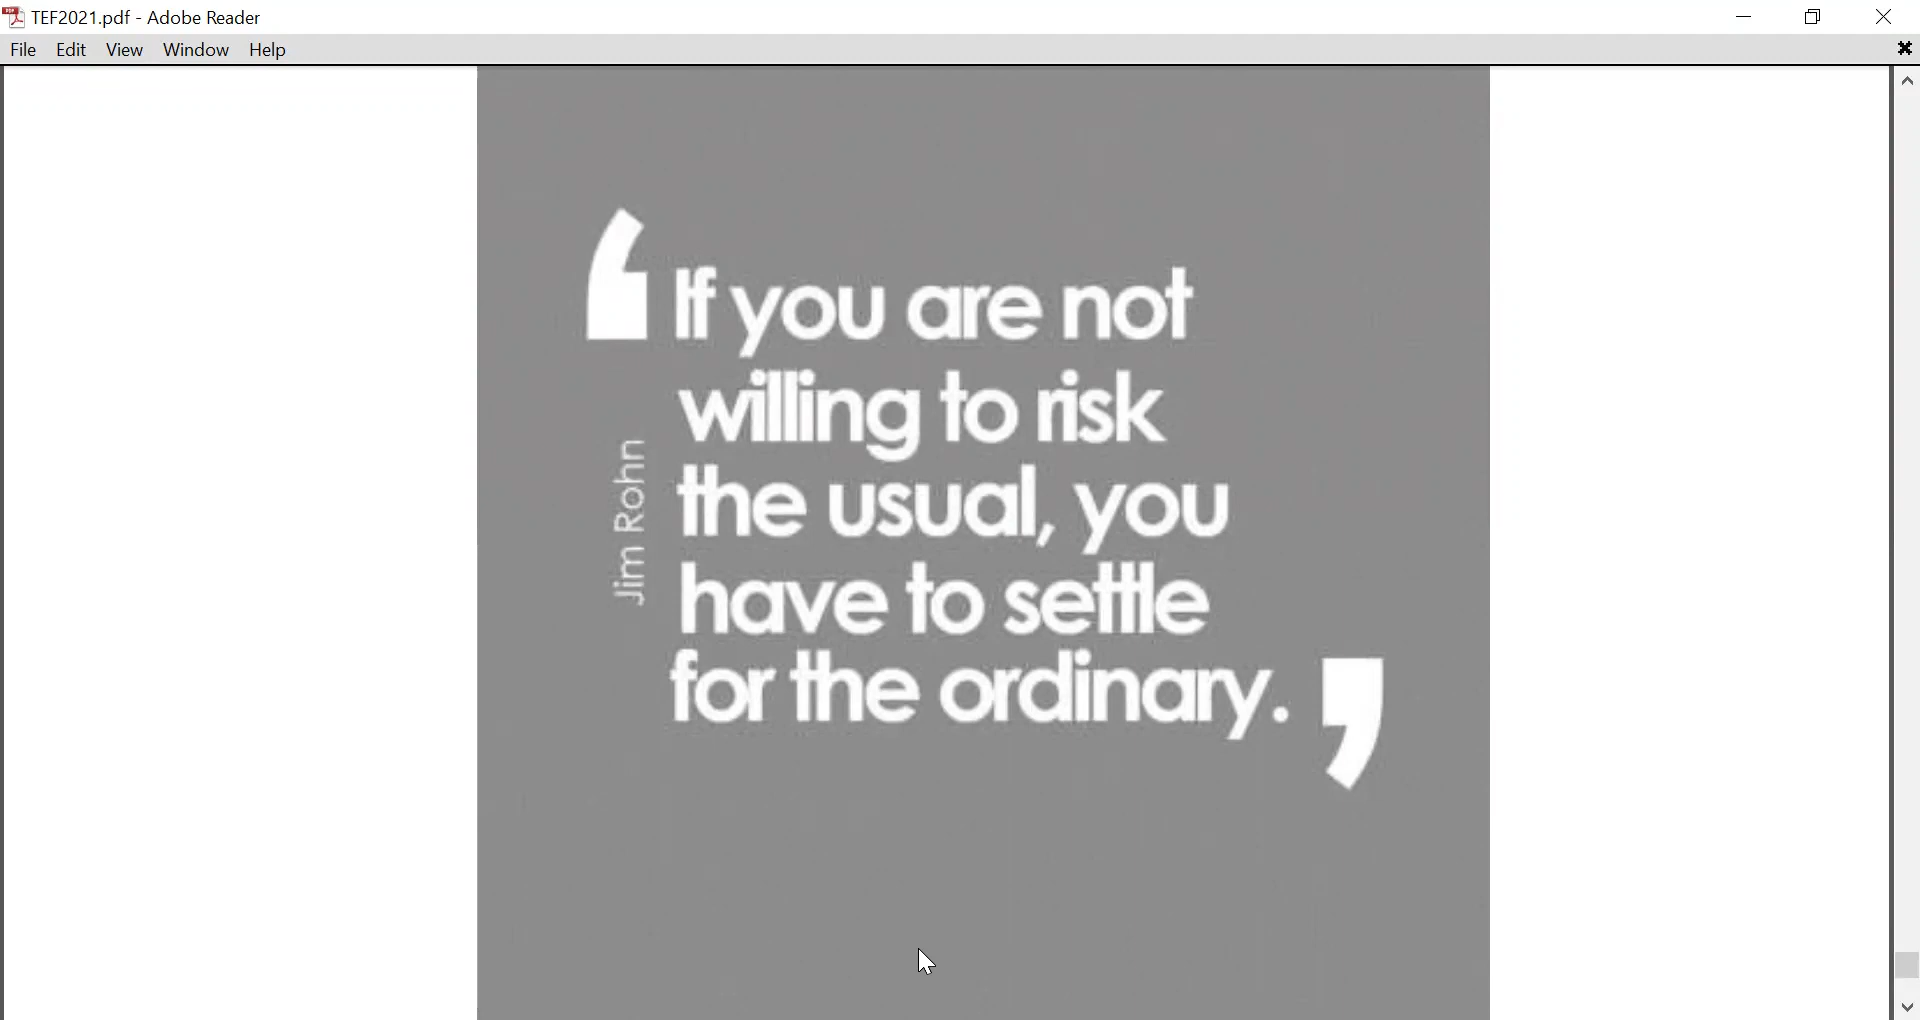 TEF2021.pdf - Adobe Reader
File Edit View Window Help
If you are not
willing to risk
the usual, you
have to settle
for the ordinary.
Jim Rohn